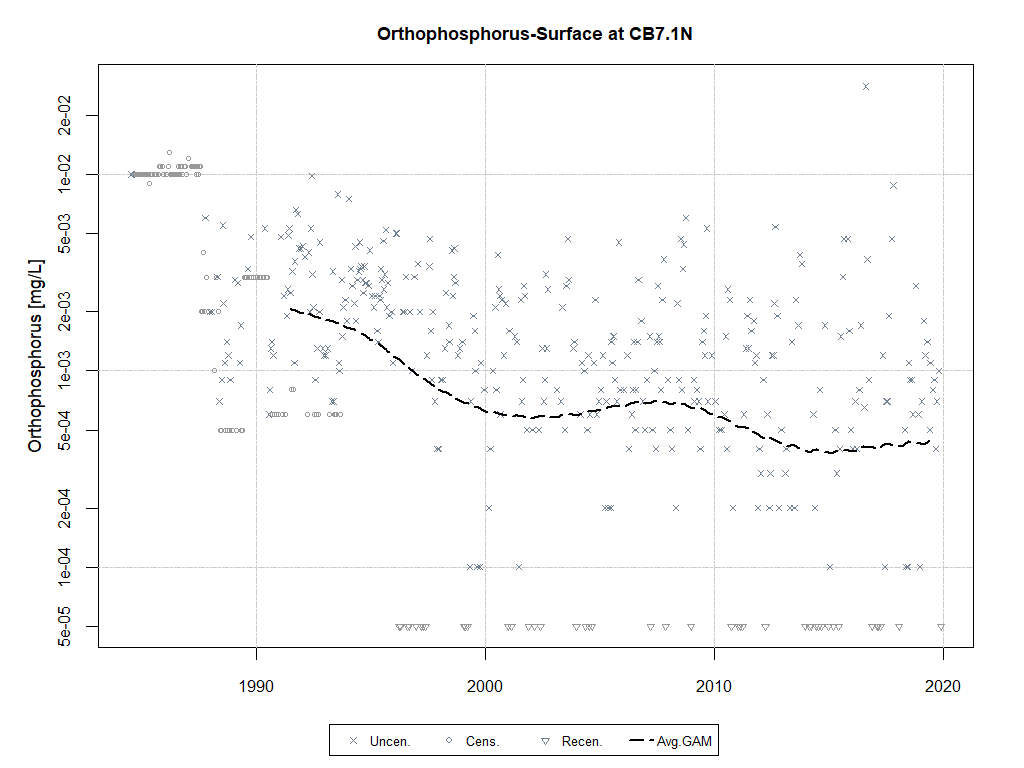 Orthophosphorus-Surface at CB7.1N
Orthophosphorus [mg/L]
2e-02
1e-02
5e-03
2e-03
1e-03
5e-04
2e-04
1e-04
5e-05
1990 2000 2010 2020
Uncen. Cens. Recen. Avg.GAM